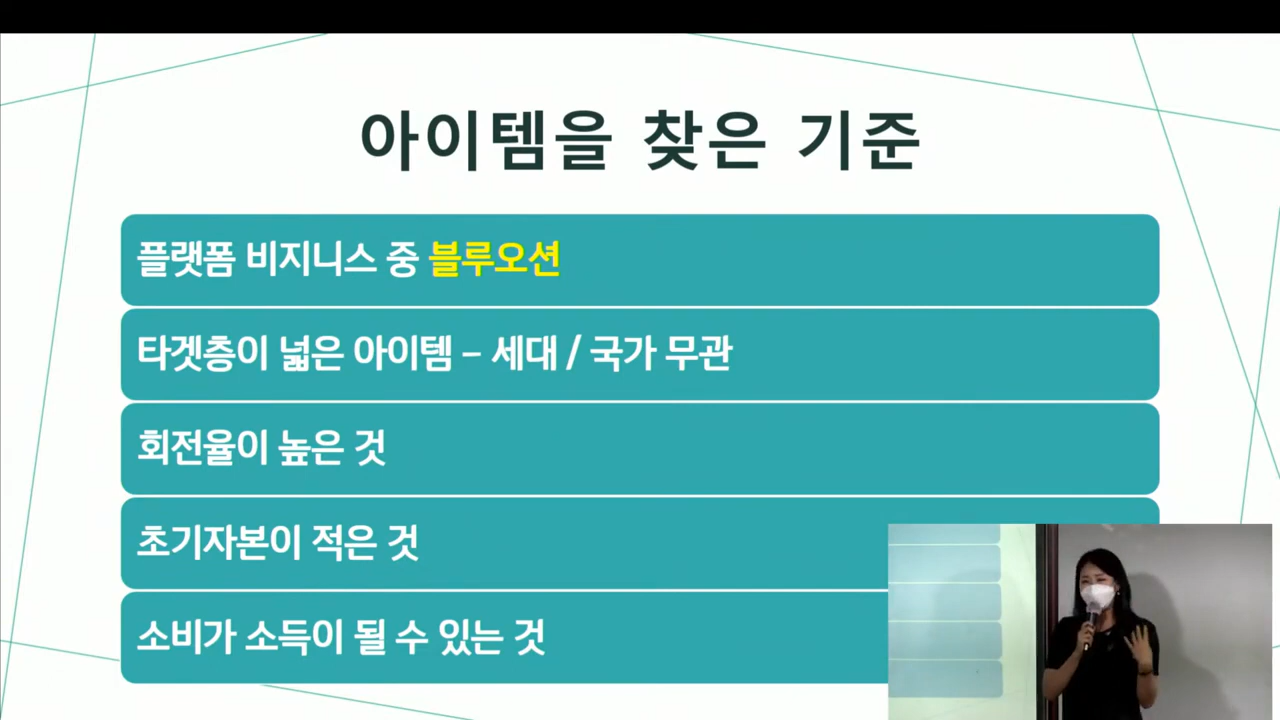 아이템을 찾은 기준
플랫폼 비지니스 중 블루오션
타겟층이 넓은 아이템 – 세대 / 국가 무관
회전율이 높은 것
초기자본이 적은 것
소비가 소득이 될 수 있는 것